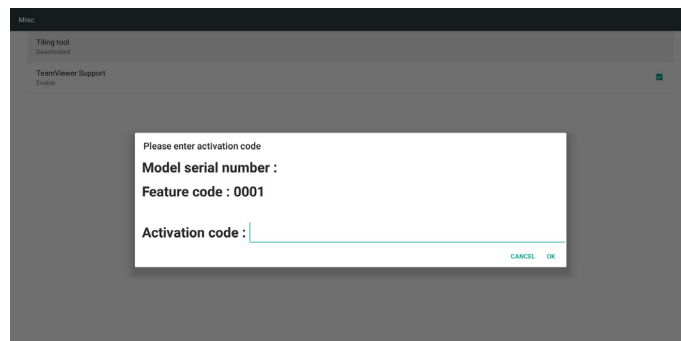 Misc.
Tiling tool
Deactivated
TeamViewer Support
Enable
Please enter activation code
Model serial number :
Feature code : 0001
Activation code :
CANCEL OK